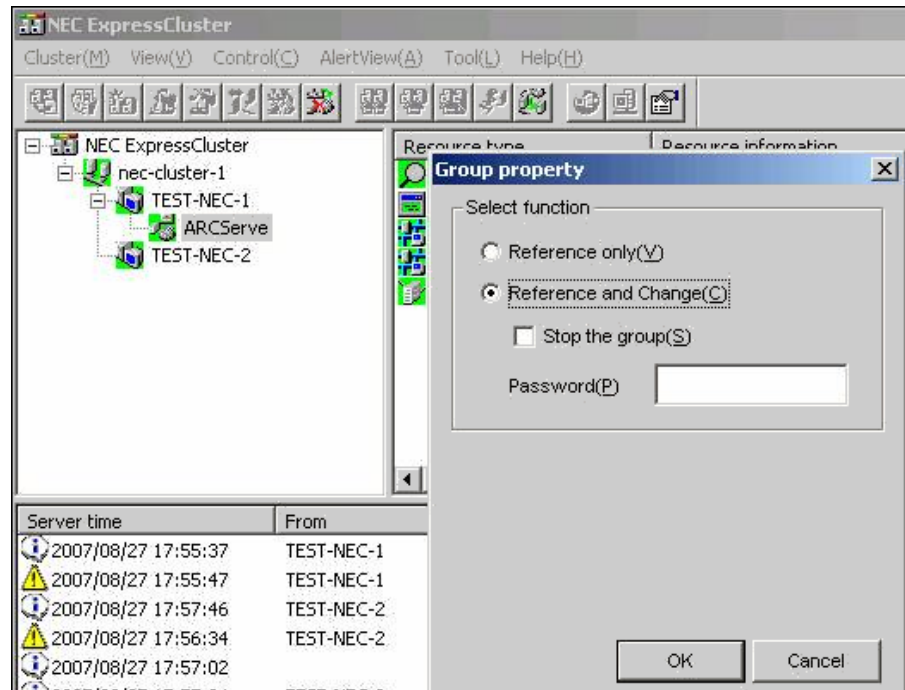 NEC ExpressCluster
Cluster(M) View(V) Control(C) AlertView(A) Tool(L) Help(H)
NEC ExpressCluster
nec-cluster-1
TEST-NEC-1
ARCServe
TEST-NEC-2
Resource type Resource information
Group property
Select function
Reference only(V)
Reference and Change(C)
Stop the group(S)
Password(P)
OK Cancel
Server time From
2007/08/27 17:55:37 TEST-NEC-1
2007/08/27 17:55:47 TEST-NEC-1
2007/08/27 17:57:46 TEST-NEC-2
2007/08/27 17:56:34 TEST-NEC-2
2007/08/27 17:57:02